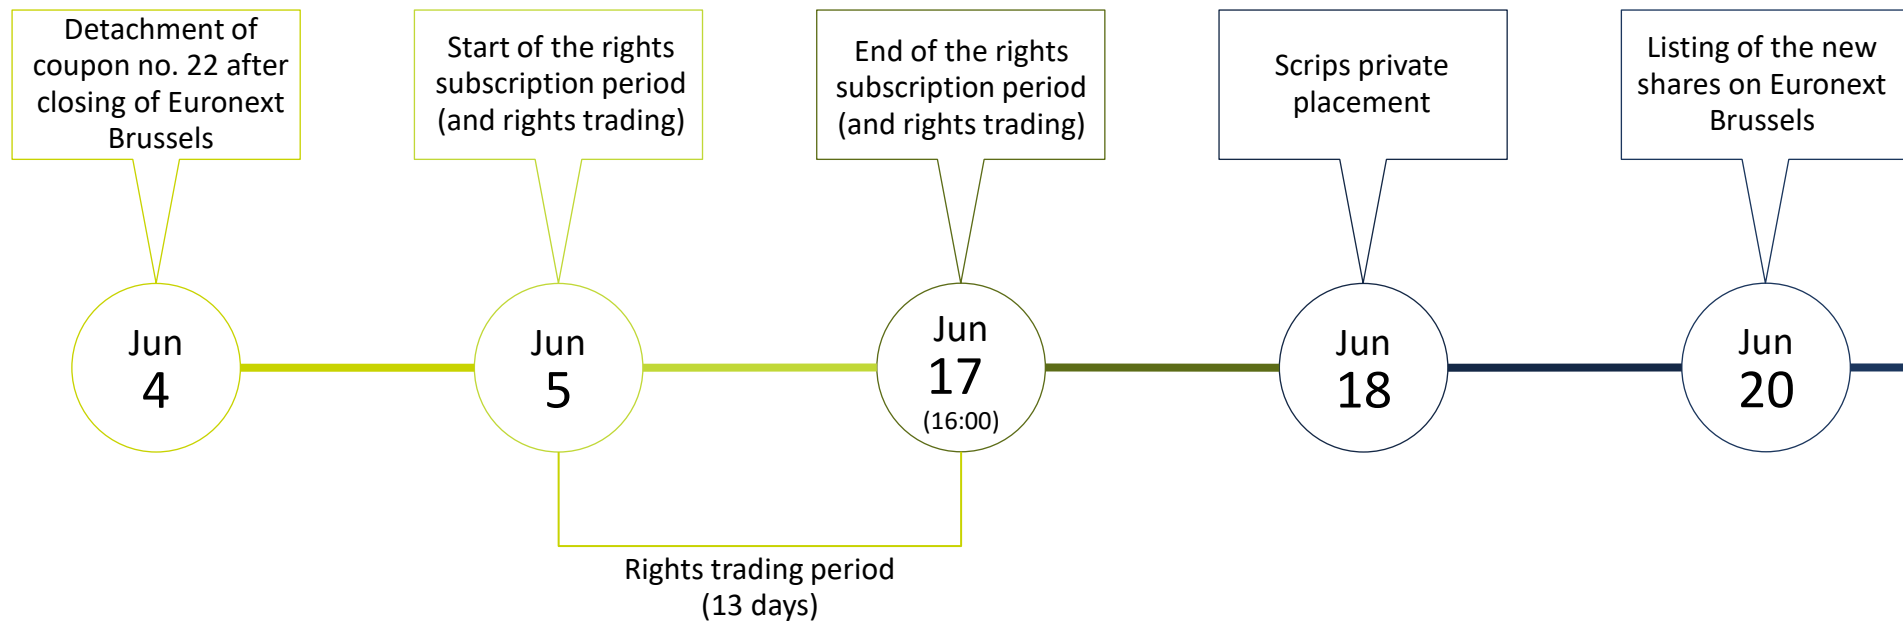 Detachment of
coupon no. 22 after
closing of Euronext
Brussels
Start of the rights
subscription period
(and rights trading)
End of the rights
subscription period
(and rights trading)
Scrips private
placement
Listing of the new
shares on Euronext
Brussels
Jun
4
Jun
5
Jun
17
(16:00)
Jun
18
Jun
20
Rights trading period
(13 days)